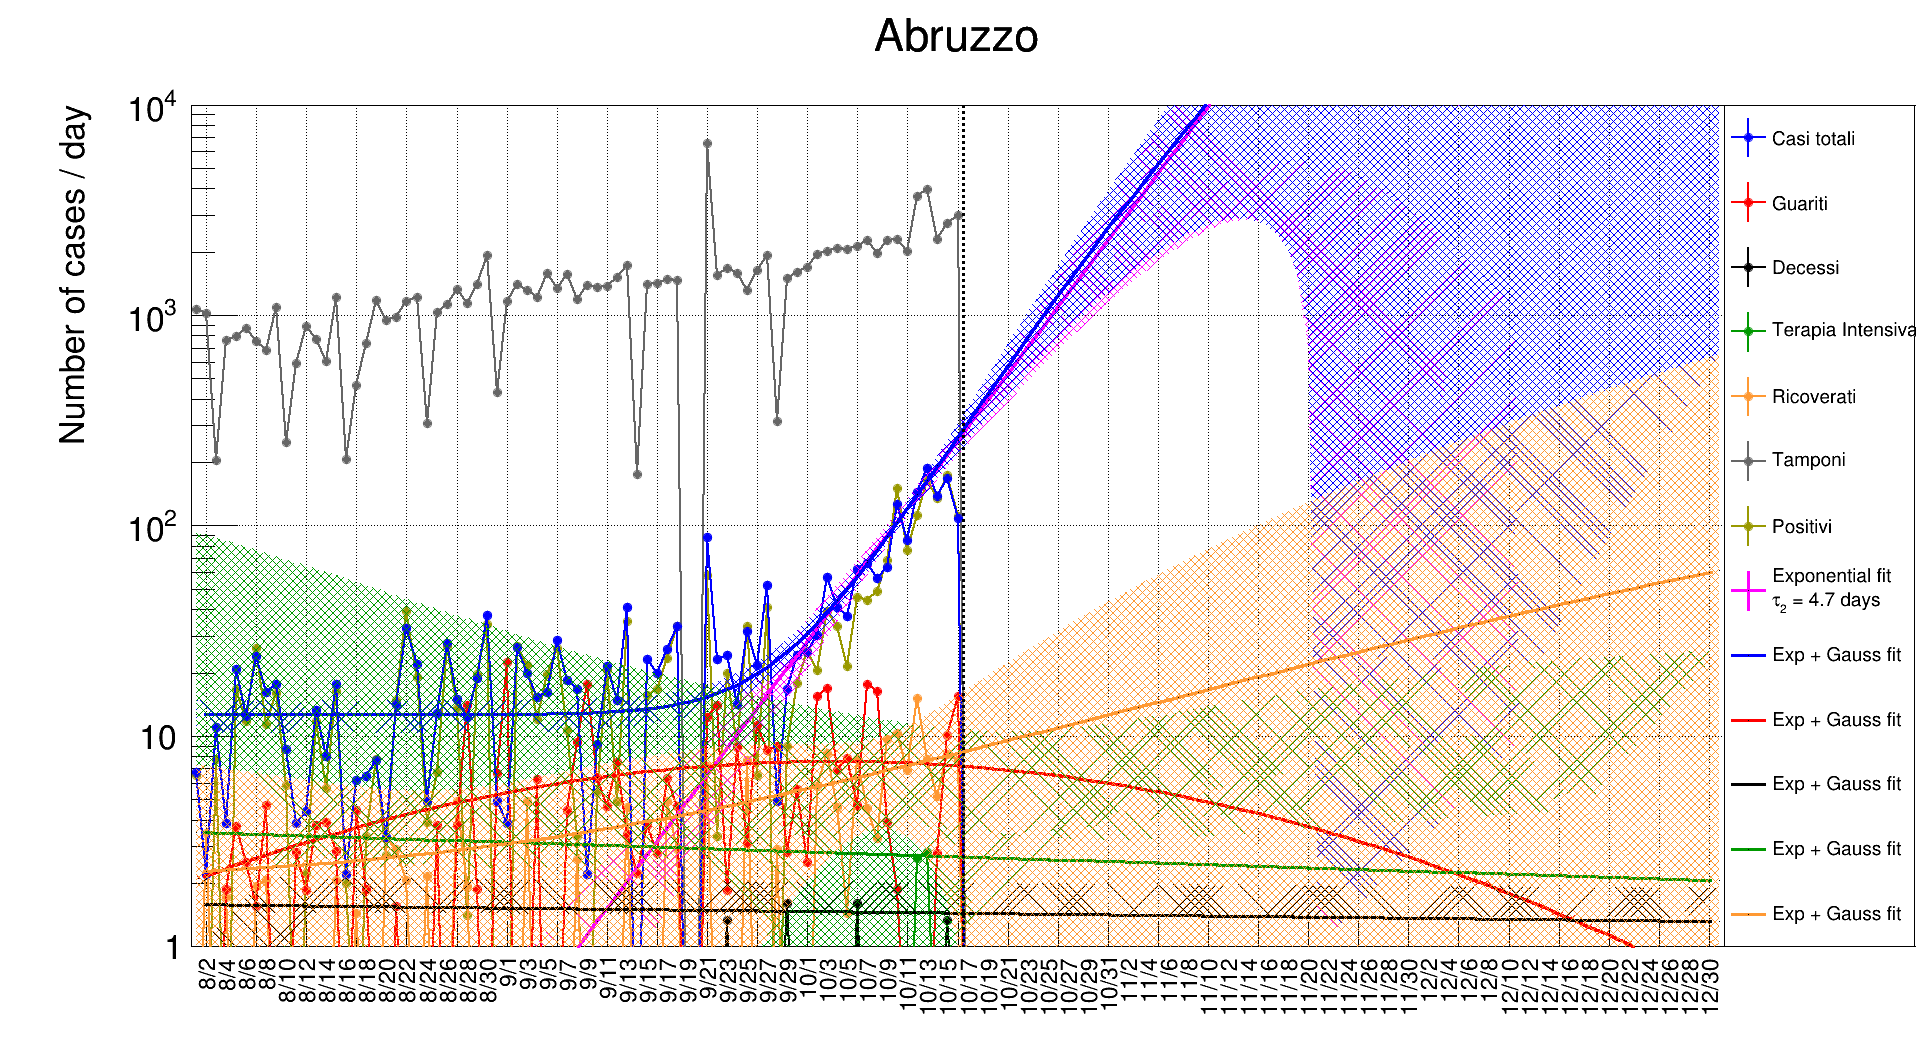 Abruzzo
Number of cases / day
10⁴
10³
10²
10
1
8/2 8/4 8/6 8/8 8/10 8/12 8/14 8/16 8/18 8/20 8/22 8/24 8/26 8/28 8/30 9/1 9/3 9/5 9/7 9/9 9/11 9/13 9/15 9/17 9/19 9/21 9/23 9/25 9/27 9/29 10/1 10/3 10/5 10/7 10/9 10/11 10/13 10/15 10/17 10/19 10/21 10/23 10/25 10/27 10/29 10/31 11/2 11/4 11/6 11/8 11/10 11/12 11/14 11/16 11/18 11/20 11/22 11/24 11/26 11/28 11/30 12/2 12/4 12/6 12/8 12/10 12/12 12/14 12/16 12/18 12/20 12/22 12/24 12/26 12/28 12/30
Casi totali
Guariti
Decessi
Terapia Intensiva
Ricoverati
Tamponi
Positivi
Exponential fit
τ₂ = 4.7 days
Exp + Gauss fit
Exp + Gauss fit
Exp + Gauss fit
Exp + Gauss fit
Exp + Gauss fit